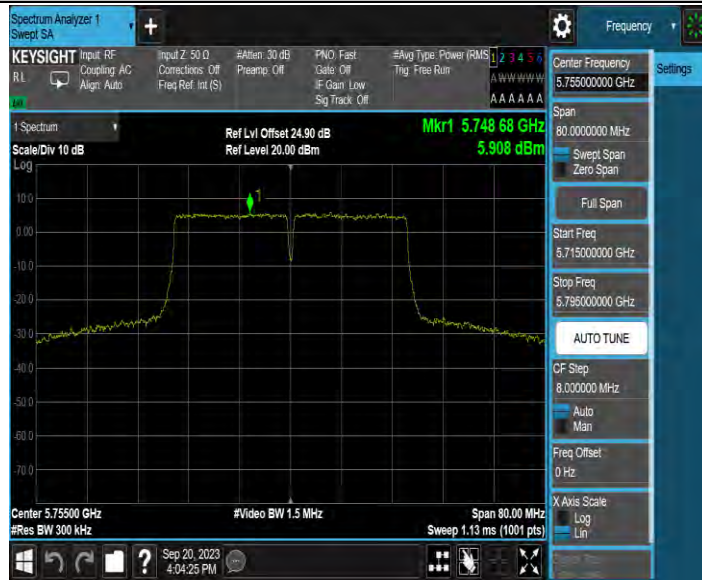 Spectrum Analyzer 1
Swept SA
+
Frequency
KEYSIGHT
RL
Input: RF
Coupling: AC
Align: Auto
Input Z: 50 Ω
Corrections: Off
Freq Ref: Int (S)
#Atten: 30 dB
Preamp: Off
PNO: Fast
Gate: Off
IF Gain: Low
Sig Track: Off
#Avg Type: Power (RMS
Trig: Free Run
1 2 3 4 5 6
A W W W W W
A A A A A A
1 Spectrum
Scale/Div 10 dB
Log
Ref Lvl Offset 24.90 dB
Ref Level 20.00 dBm
Mkr1 5.748 68 GHz
5.908 dBm
1
10.0
0.00
-10.0
-20.0
-30.0
-40.0
-50.0
-60.0
-70.0
Center 5.75500 GHz
#Res BW 300 kHz
#Video BW 1.5 MHz
Span 80.00 MHz
Sweep 1.13 ms (1001 pts)
Center Frequency
5.755000000 GHz
Settings
Span
80.0000000 MHz
Swept Span
Zero Span
Full Span
Start Freq
5.715000000 GHz
Stop Freq
5.795000000 GHz
AUTO TUNE
CF Step
8.000000 MHz
Auto
Man
Freq Offset
0 Hz
X Axis Scale
Log
Lin
?
Sep 20, 2023
4:04:25 PM